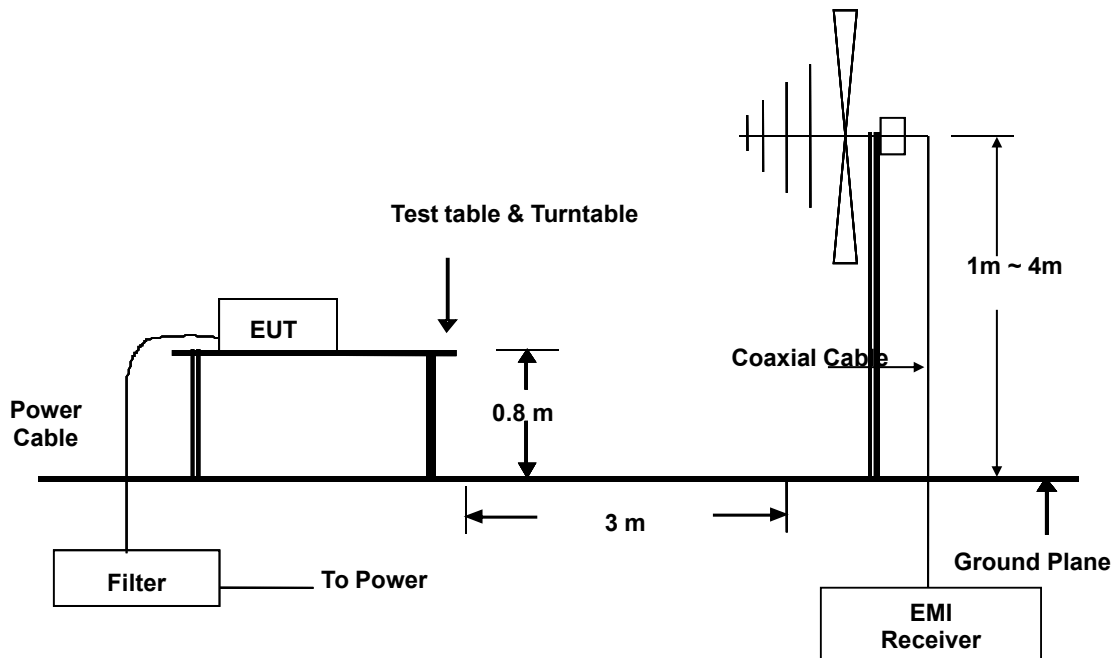 Test table & Turntable
1m ~ 4m
EUT
Coaxial Cable
Power
Cable
0.8 m
3 m
Ground Plane
Filter
To Power
EMI
Receiver